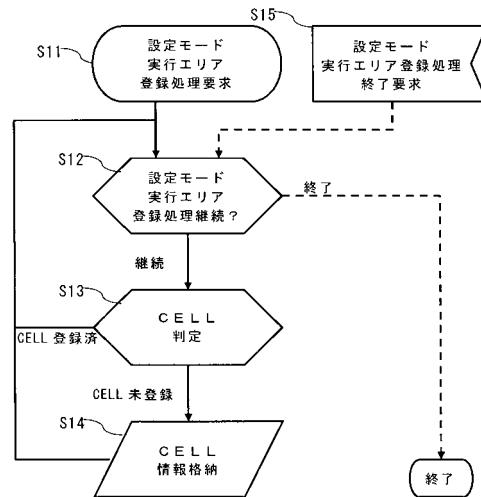 S11
設定モード
実行エリア
登録処理要求
S15
設定モード
実行エリア登録処理
終了要求
S12
設定モード
実行エリア
登録処理継続？
終了
継続
S13
CELL
判定
CELL 登録済
CELL 未登録
S14
CELL
情報格納
終了